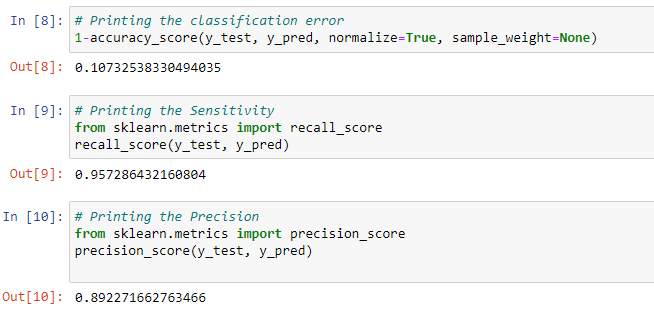 In [8]: # Printing the classification error
1-accuracy_score(y_test, y_pred, normalize=True, sample_weight=None)
Out[8]: 0.10732538330494035
In [9]: # Printing the Sensitivity
from sklearn.metrics import recall_score
recall_score(y_test, y_pred)
Out[9]: 0.957286432160804
In [10]: # Printing the Precision
from sklearn.metrics import precision_score
precision_score(y_test, y_pred)
Out[10]: 0.892271662763466